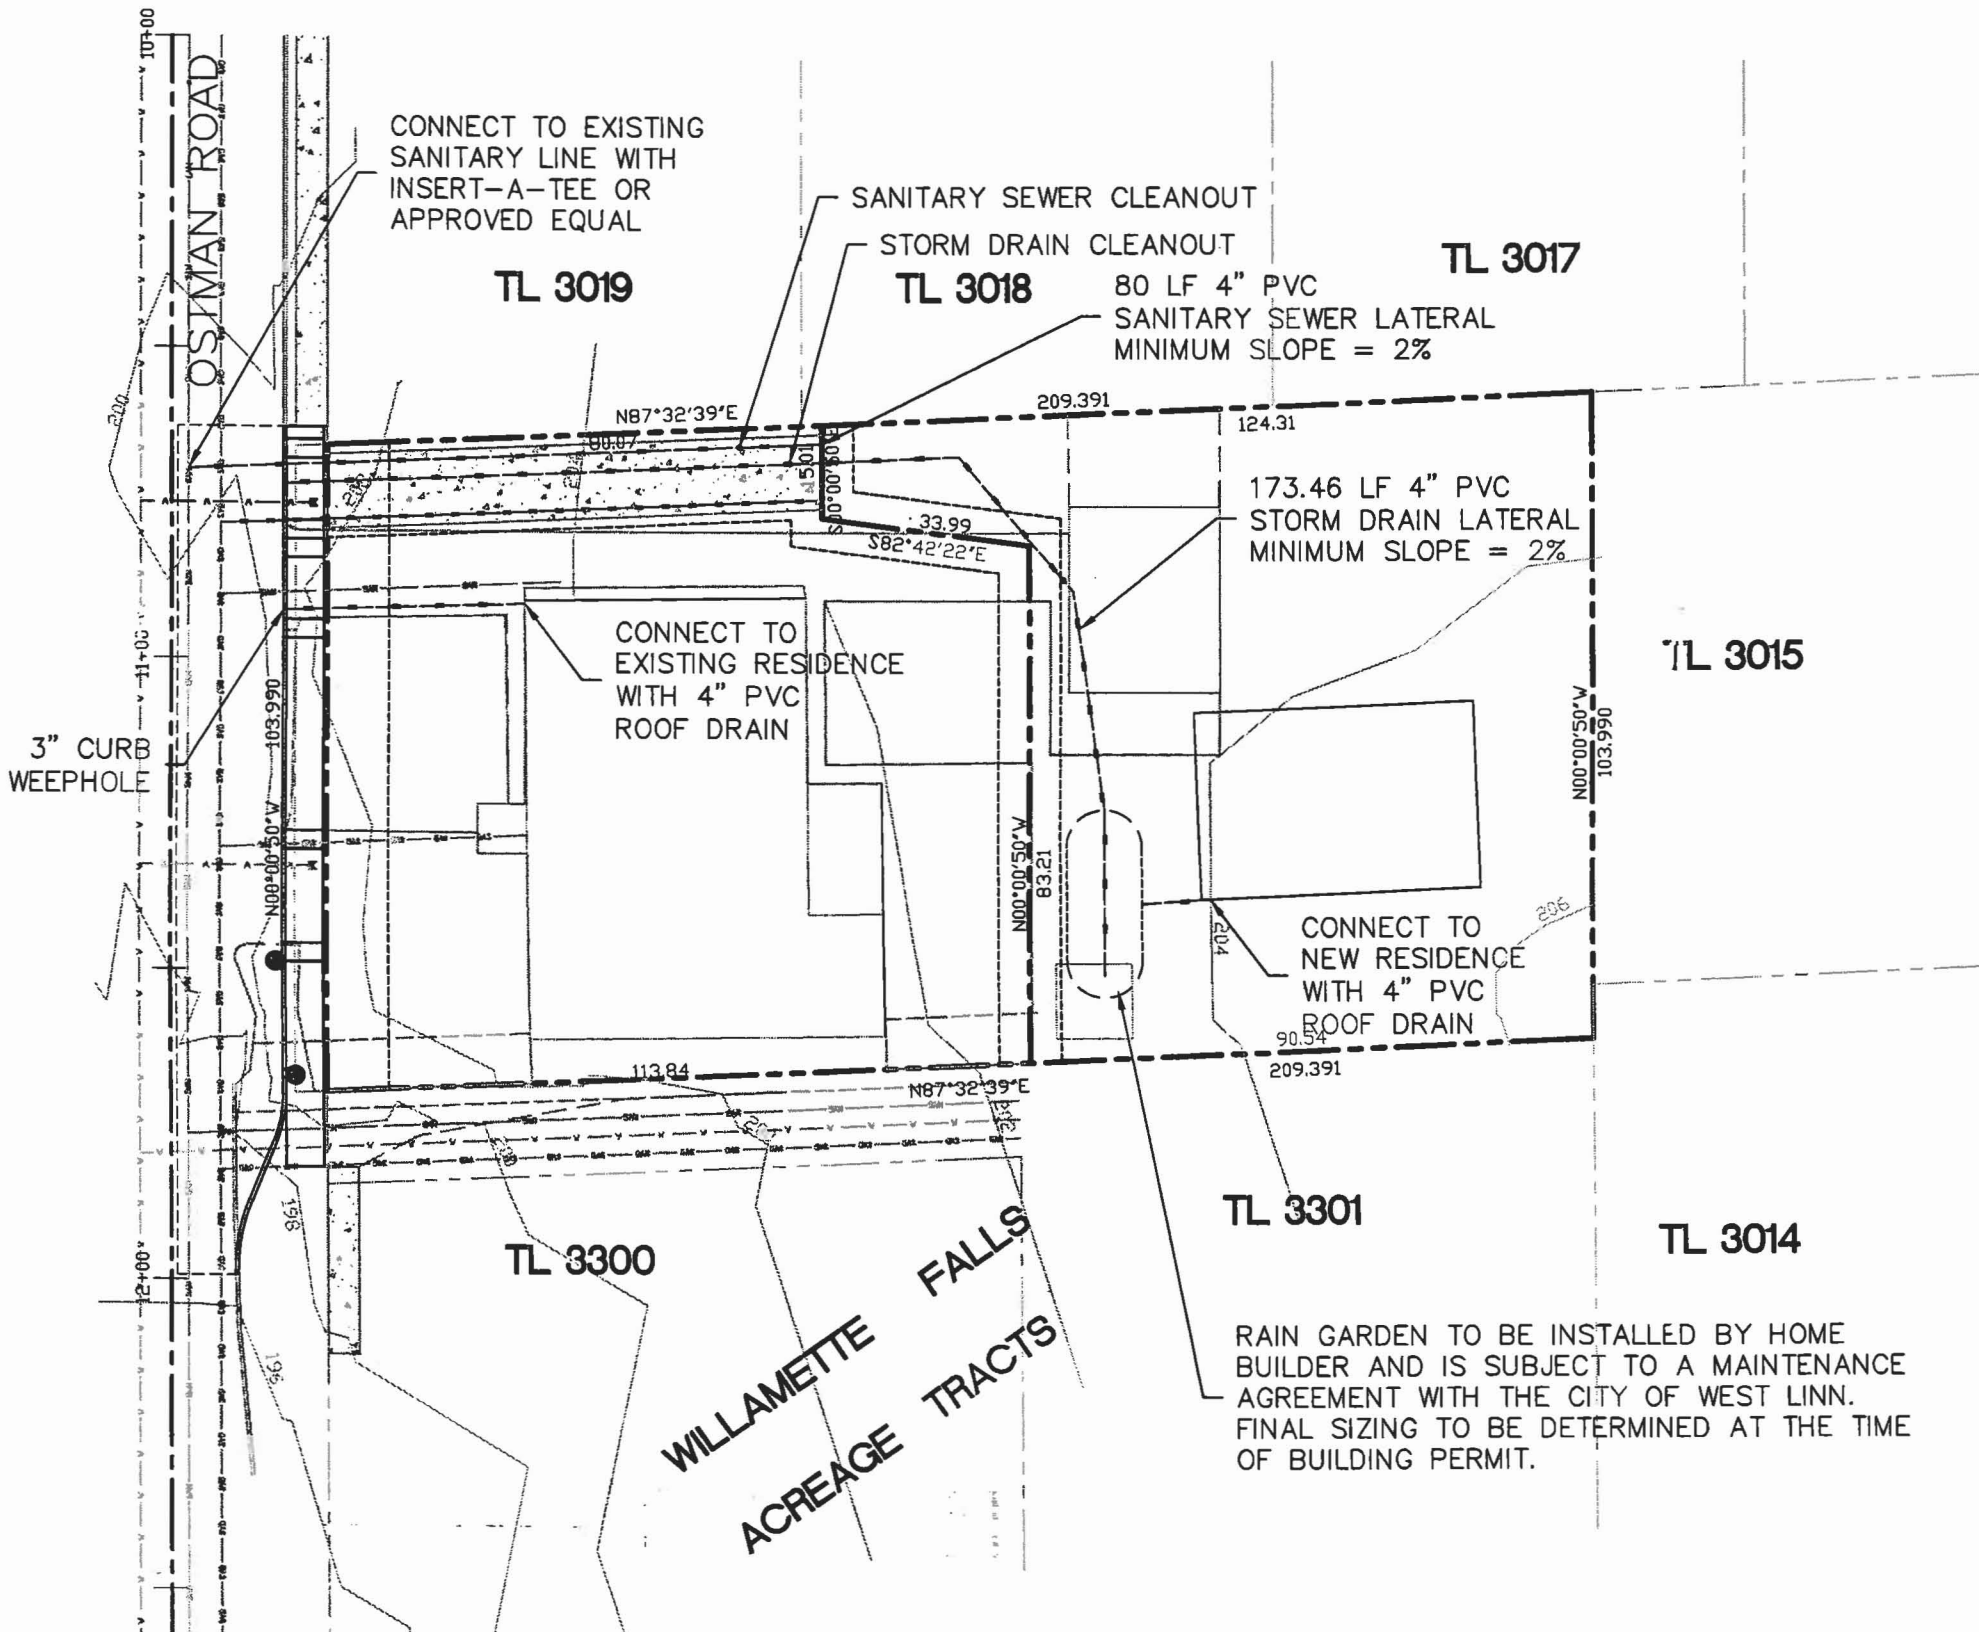 10+00
OSTMAN ROAD
CONNECT TO EXISTING
SANITARY LINE WITH
INSERT-A-TEE OR
APPROVED EQUAL
SANITARY SEWER CLEANOUT
STORM DRAIN CLEANOUT
TL 3019
TL 3018
TL 3017
80 LF 4" PVC
SANITARY SEWER LATERAL
MINIMUM SLOPE = 2%
200
N87°32'39"E
80.07
209.391
124.31
15.01
S00°00'50"E
33.99
S82°42'22"E
173.46 LF 4" PVC
STORM DRAIN LATERAL
MINIMUM SLOPE = 2%
11+00
CONNECT TO
EXISTING RESIDENCE
WITH 4" PVC
ROOF DRAIN
TL 3015
3" CURB
WEEPHOLE
103.990
N00°00'50"W
N00°00'50"W
83.21
N00°00'50"W
103.990
204
206
CONNECT TO
NEW RESIDENCE
WITH 4" PVC
ROOF DRAIN
90.54
209.391
113.84
N87°32'39"E
198
196
12+00
TL 3300
TL 3301
TL 3014
WILLAMETTE FALLS
ACREAGE TRACTS
RAIN GARDEN TO BE INSTALLED BY HOME
BUILDER AND IS SUBJECT TO A MAINTENANCE
AGREEMENT WITH THE CITY OF WEST LINN.
FINAL SIZING TO BE DETERMINED AT THE TIME
OF BUILDING PERMIT.